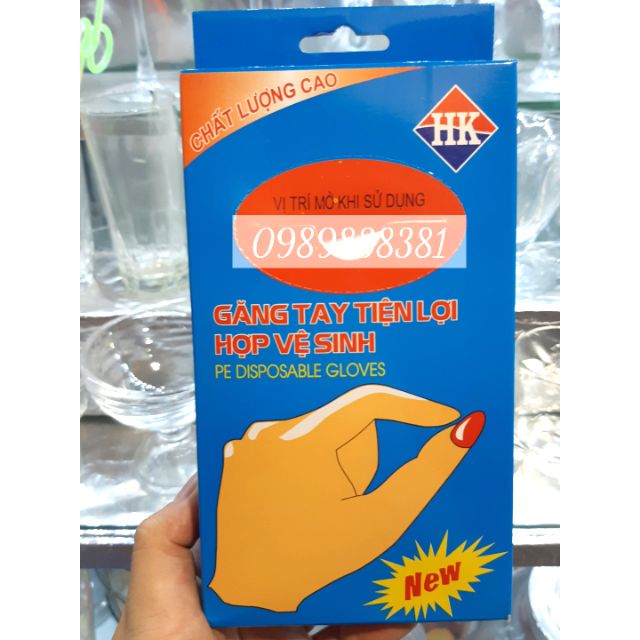 CHẤT LƯỢNG CAO
HK
VỊ TRÍ MỞ KHI SỬ DỤNG
0989888381
GĂNG TAY TIỆN LỢI
HỢP VỆ SINH
PE DISPOSABLE GLOVES
New